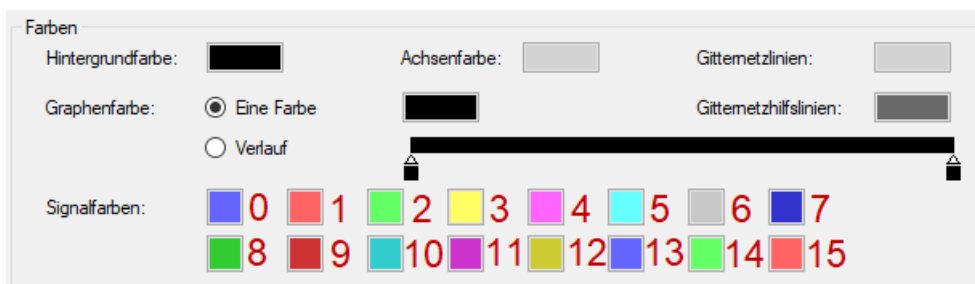 Farben
Hintergrundfarbe: Achsenfarbe: Gitternetzlinien:
Graphenfarbe: Eine Farbe Gitternetzhilfslinien:
Verlauf
Signalfarben: 0 1 2 3 4 5 6 7
8 9 10 11 12 13 14 15